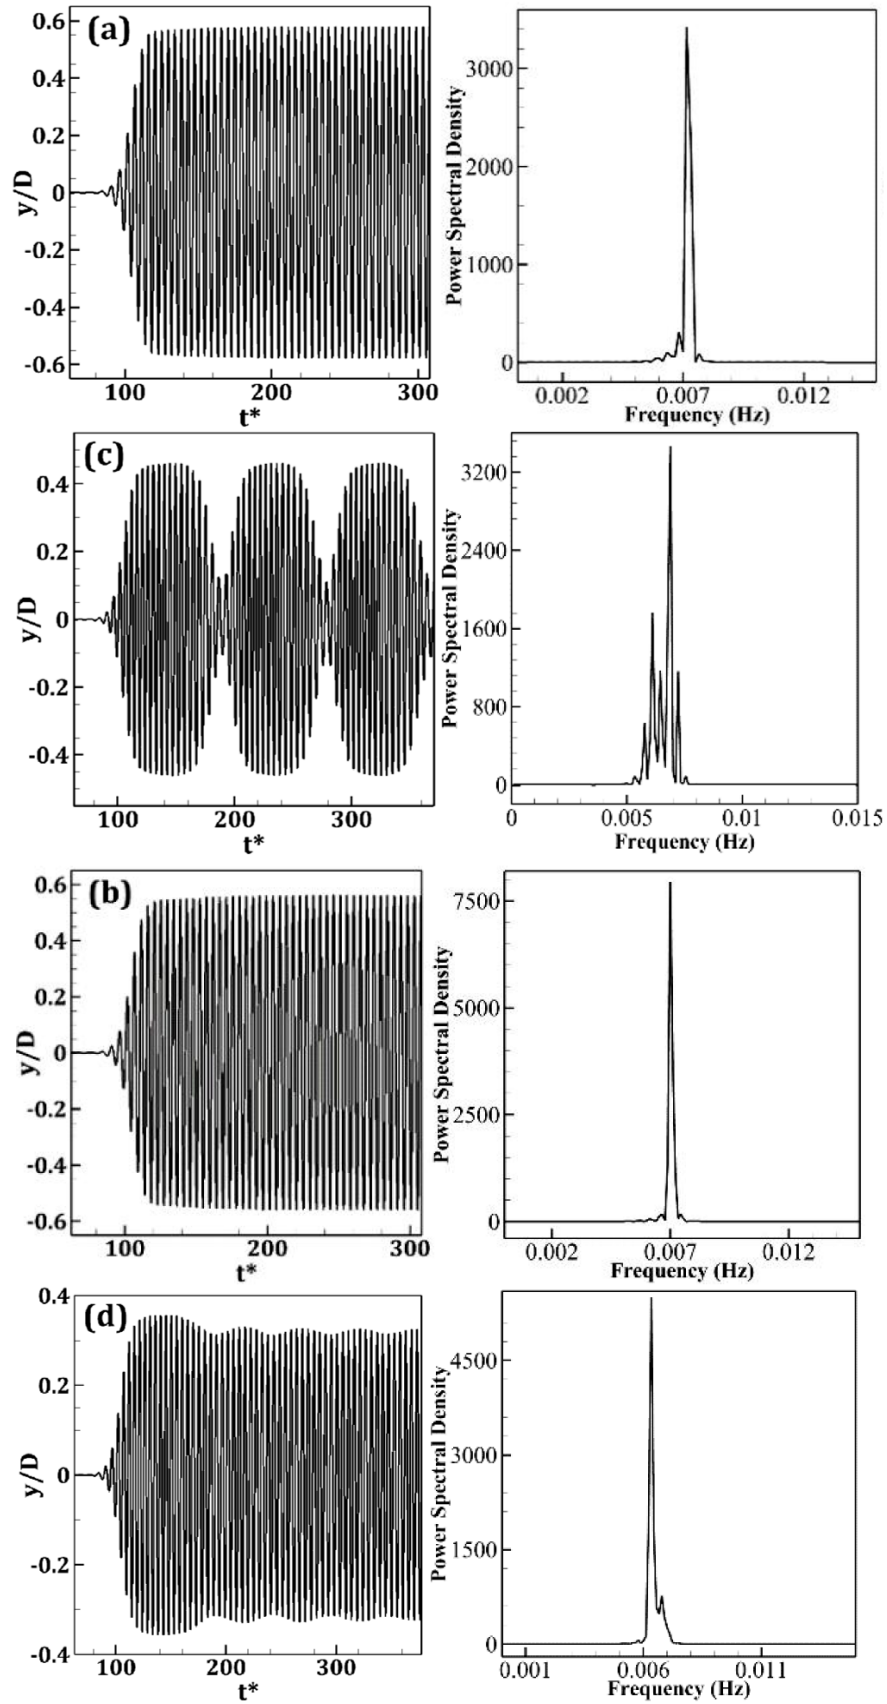 (a)
y/D
0.6
0.4
0.2
0
-0.2
-0.4
-0.6
100 200 300
t*
Power Spectral Density
3000
2000
1000
0
0.002 0.007 0.012
Frequency (Hz)
(c)
y/D
0.4
0.2
0
-0.2
-0.4
100 200 300
t*
Power Spectral Density
3200
2400
1600
800
0
0 0.005 0.01 0.015
Frequency (Hz)
(b)
y/D
0.6
0.4
0.2
0
-0.2
-0.4
-0.6
100 200 300
t*
Power Spectral Density
7500
5000
2500
0
0.002 0.007 0.012
Frequency (Hz)
(d)
y/D
0.4
0.2
0
-0.2
-0.4
100 200 300
t*
Power Spectral Density
4500
3000
1500
0
0.001 0.006 0.011
Frequency (Hz)